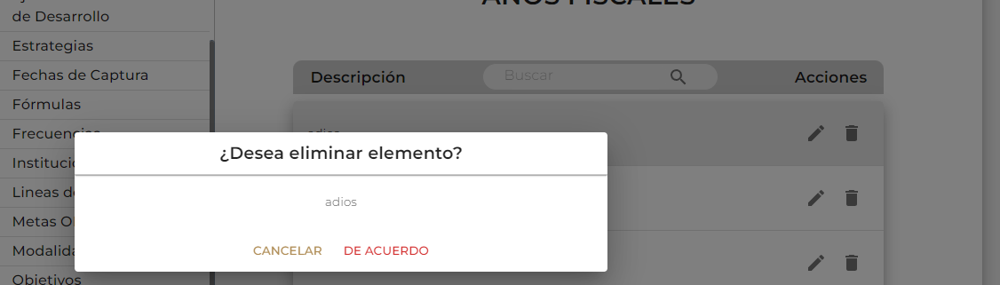 de Desarrollo
Estrategias
Fechas de Captura
Fórmulas
Frecuencias
Institucio
Lineas de
Metas O
Modalida
Objetivos
AÑOS FISCALES
Descripción
Buscar
Acciones
adios
¿Desea eliminar elemento?
adios
CANCELAR
DE ACUERDO